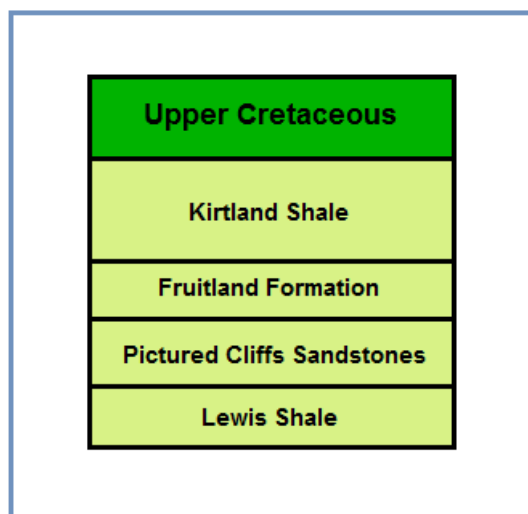 Upper Cretaceous
Kirtland Shale
Fruitland Formation
Pictured Cliffs Sandstones
Lewis Shale